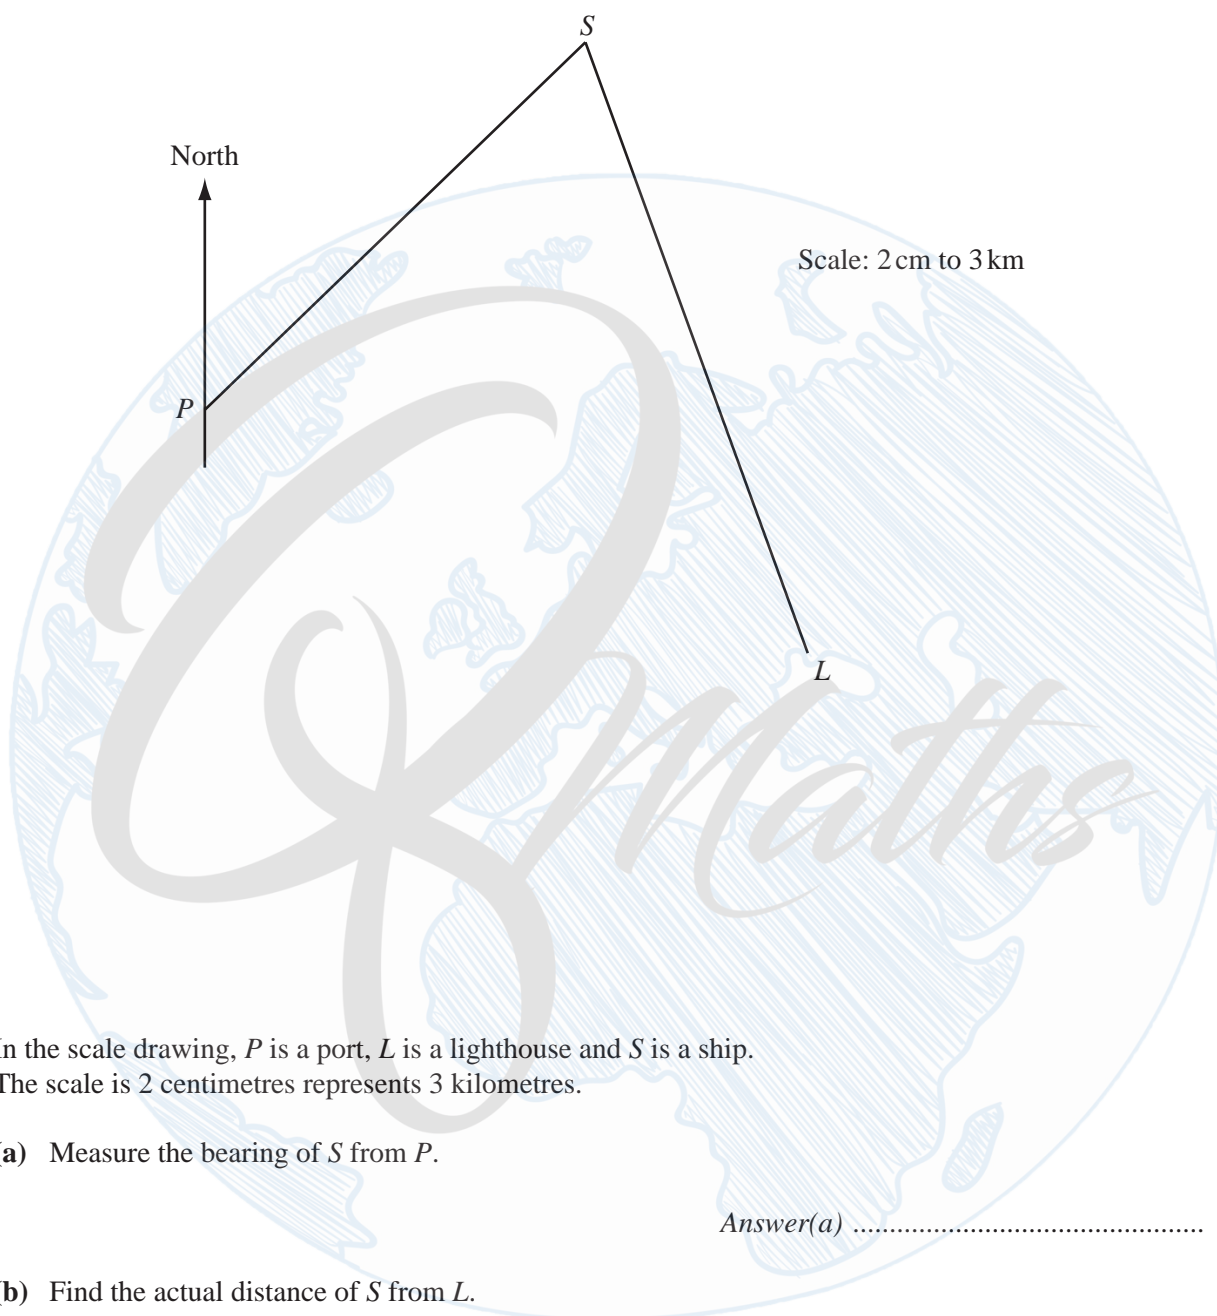 S
North
Scale: 2 cm to 3 km
P
L
Maths
In the scale drawing, P is a port, L is a lighthouse and S is a ship.
The scale is 2 centimetres represents 3 kilometres.
(a) Measure the bearing of S from P.
Answer(a) ................................................
(b) Find the actual distance of S from L.